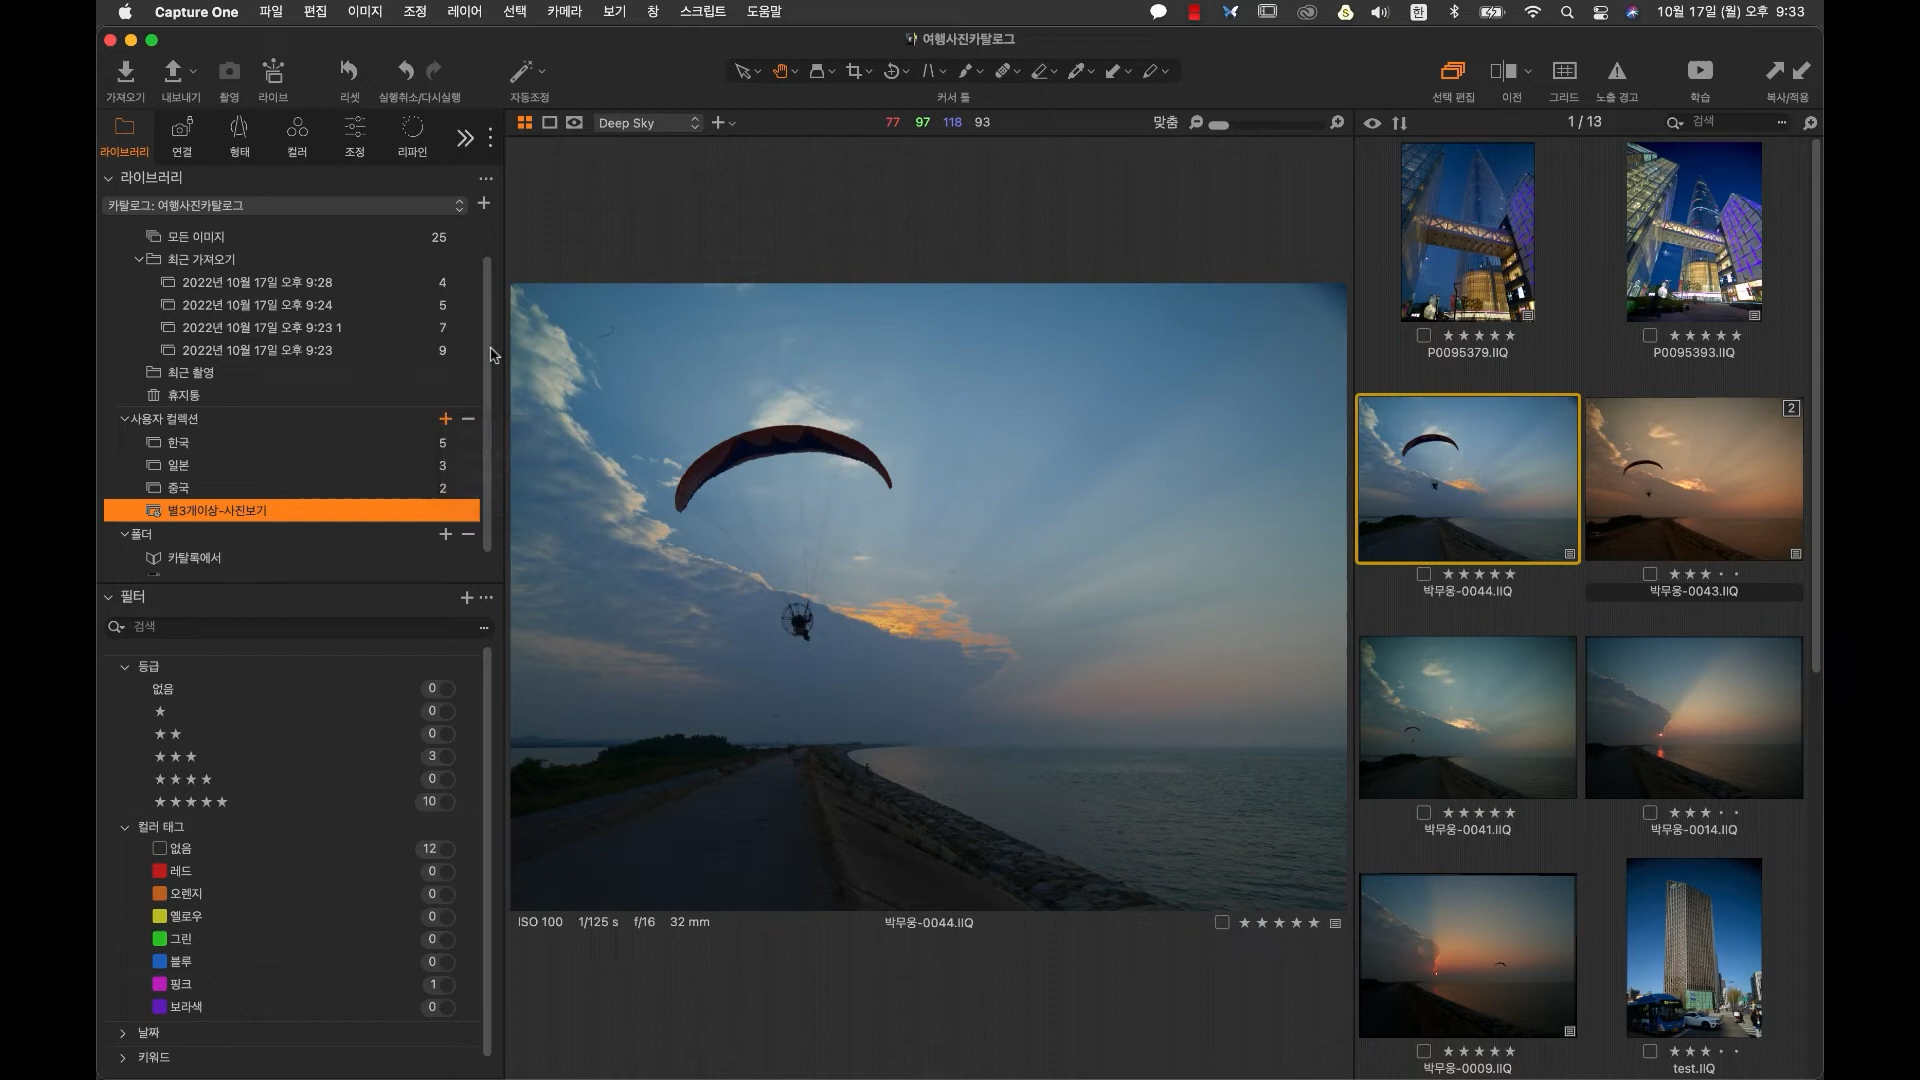 Capture One 파일 편집 이미지 조정 레이어 선택 카메라 보기 창 스크립트 도움말 S 한 10월 17일 (월) 오후 9:33
여행사진카탈로그
가져오기 내보내기 촬영 라이브 리셋 실행취소/다시실행 자동조정 커서 툴 선택 편집 이전 그리드 노출 경고 학습 복사/적용
라이브러리 연결 형태 컬러 조정 리파인
Deep Sky 77 97 118 93 맞춤
1 / 13 검색
라이브러리
카탈로그: 여행사진카탈로그
모든 이미지 25
최근 가져오기
2022년 10월 17일 오후 9:28 4
2022년 10월 17일 오후 9:24 5
2022년 10월 17일 오후 9:23 1 7
2022년 10월 17일 오후 9:23 9
최근 촬영
휴지통
사용자 컬렉션
한국 5
일본 3
중국 2
별3개이상-사진보기
폴더
카탈록에서
필터
검색
등급
없음 0
★ 0
★ ★ 0
★ ★ ★ 3
★ ★ ★ ★ 0
★ ★ ★ ★ ★ 10
컬러 태그
없음 12
레드 0
오렌지 0
옐로우 0
그린 0
블루 0
핑크 1
보라색 0
날짜
키워드
ISO 100 1/125 s f/16 32 mm 박무웅-0044.IIQ ★ ★ ★ ★ ★
★ ★ ★ ★ ★ ★ ★ ★ ★ ★
P0095379.IIQ P0095393.IIQ
2
★ ★ ★ ★ ★ ★ ★ ★ • •
박무웅-0044.IIQ 박무웅-0043.IIQ
★ ★ ★ ★ ★ ★ ★ ★ • •
박무웅-0041.IIQ 박무웅-0014.IIQ
★ ★ ★ ★ ★ ★ ★ ★ • •
박무웅-0009.IIQ test.IIQ